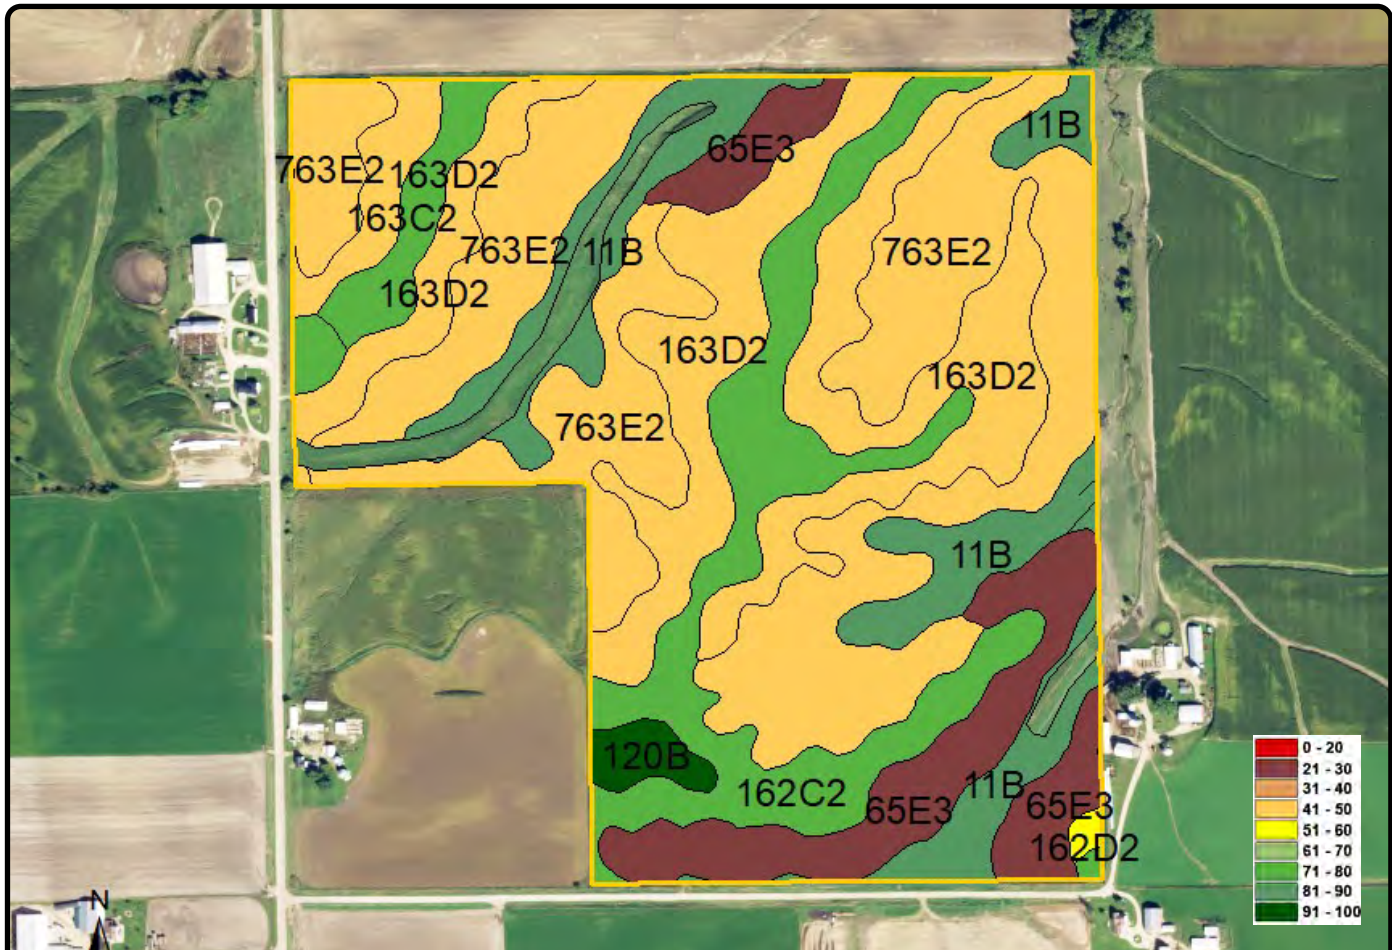 11B
65E3
763E2
163D2
163C2
763E2
11B
763E2
163D2
163D2
163D2
763E2
11B
120B
162C2
65E3
11B
65E3
162D2
0 - 20
21 - 30
31 - 40
41 - 50
51 - 60
61 - 70
71 - 80
81 - 90
91 - 100
N